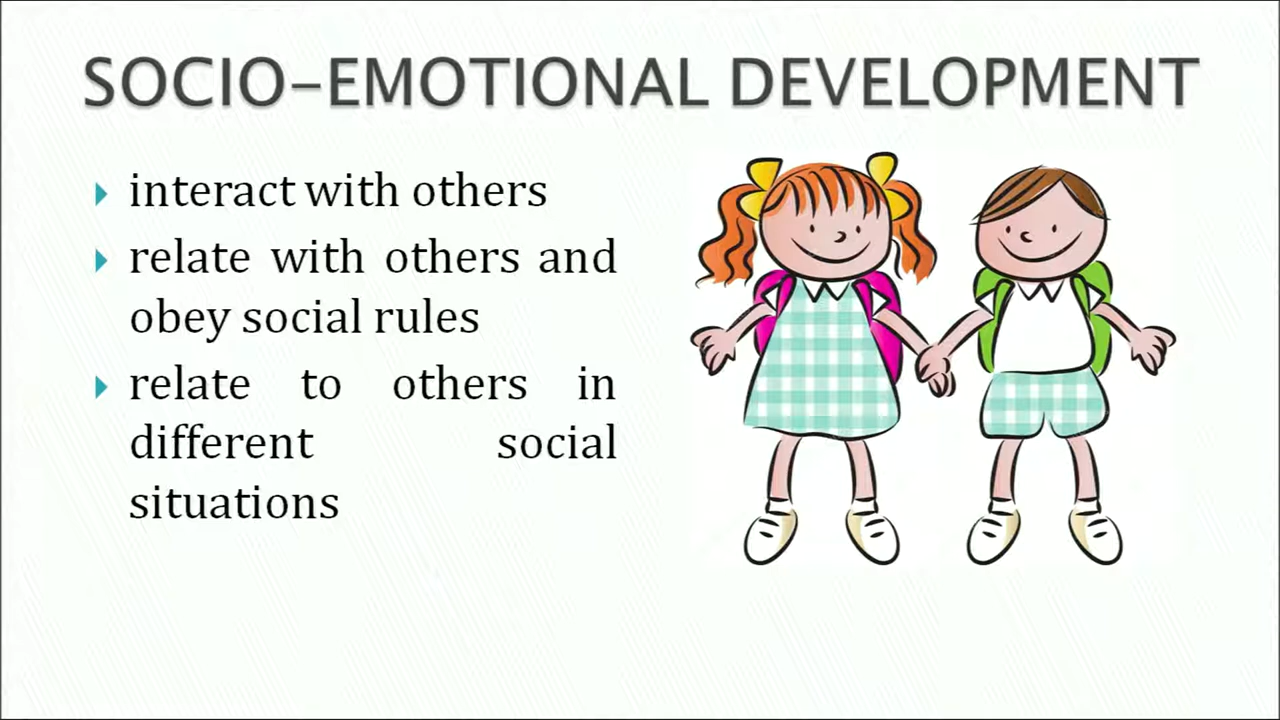 SOCIO-EMOTIONAL DEVELOPMENT
interact with others
relate with others and
obey social rules
relate to others in
different social
situations